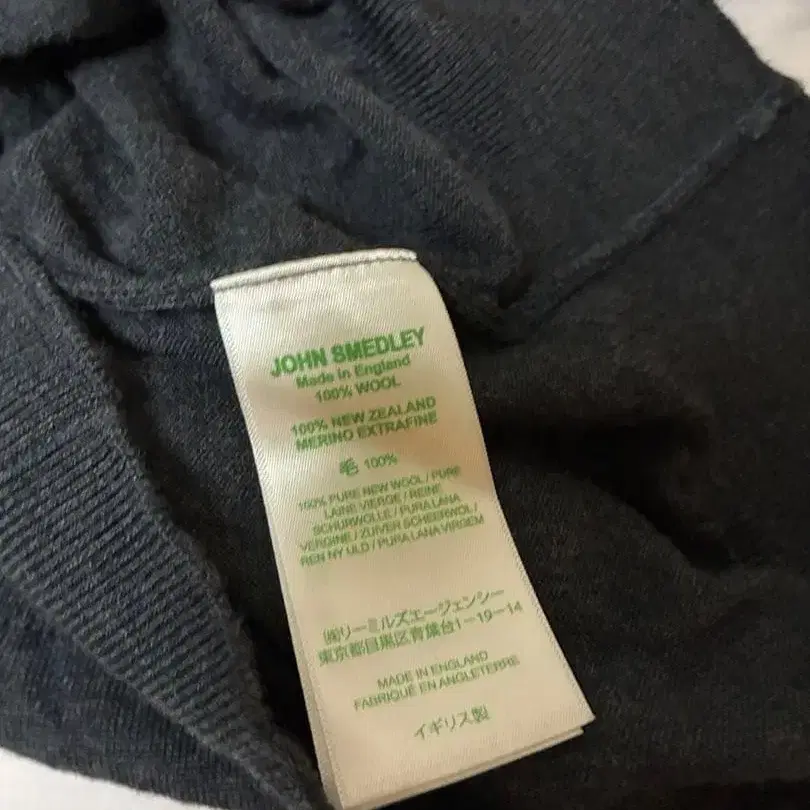 JOHN SMEDLEY
Made in England
100% WOOL
100% NEW ZEALAND
MERINO EXTRAFINE
毛 100%
100% PURE NEW WOOL / PURE
LAINE VIERGE / REINE
SCHURWOLLE / PURA LANA
VERGINE / ZUIVER SCHEERWOL /
REN NY ULD / PURA LANA VIRGEM
㈱リーミルズエージェンシー
東京都目黒区青葉台1-19-14
MADE IN ENGLAND
FABRIQUE EN ANGLETERRE
イギリス製